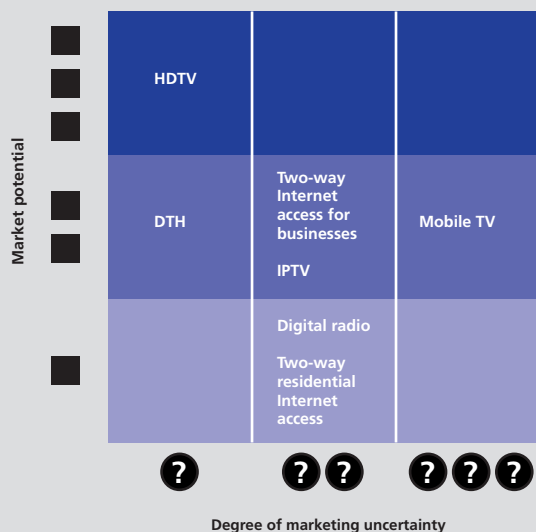 Market potential
HDTV
DTH
Two-way
Internet
access for
businesses
IPTV
Mobile TV
Digital radio
Two-way
residential
Internet
access
?
? ?
? ? ?
Degree of marketing uncertainty